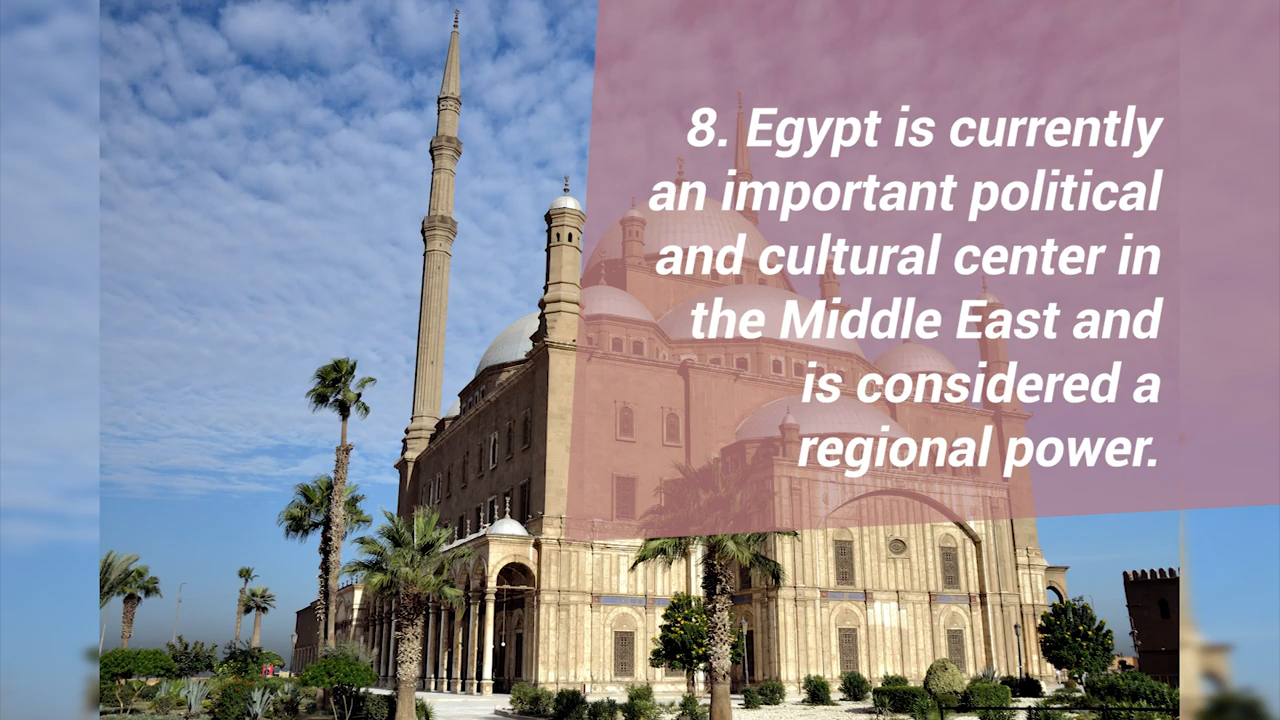 8. Egypt is currently
an important political
and cultural center in
the Middle East and
is considered a
regional power.